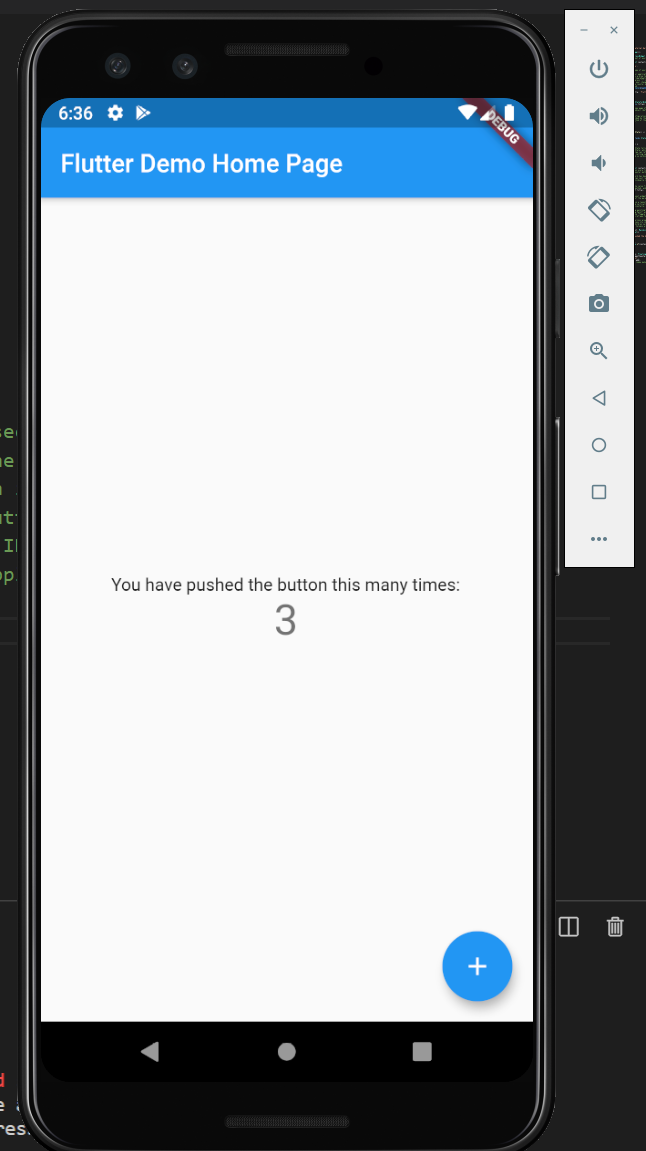 6:36
DEBUG
Flutter Demo Home Page
You have pushed the button this many times:
3